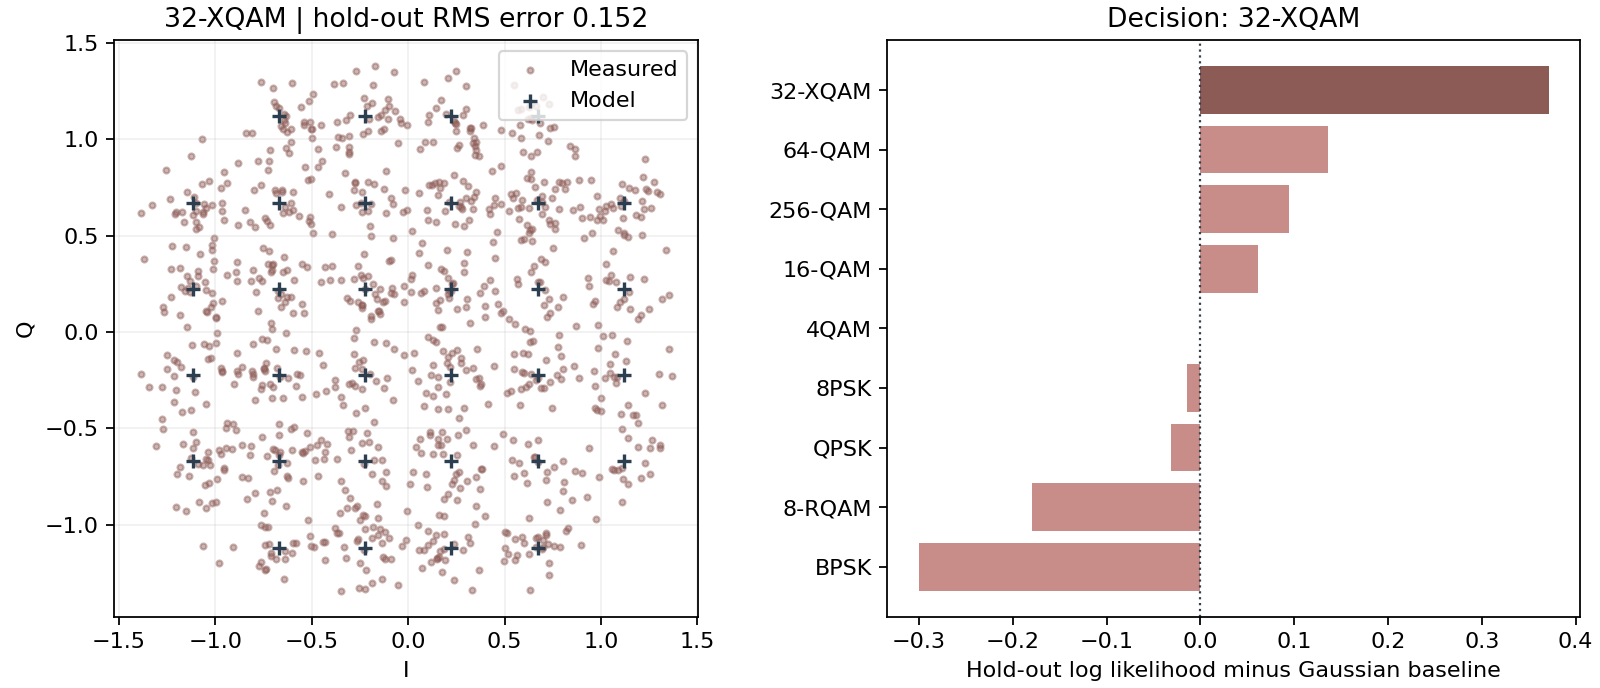 32-XQAM | hold-out RMS error 0.152
Measured
Model
1.5
1.0
0.5
0.0
−0.5
−1.0
Q
−1.5
−1.0
−0.5
0.0
0.5
1.0
1.5
I
Decision: 32-XQAM
32-XQAM
64-QAM
256-QAM
16-QAM
4QAM
8PSK
QPSK
8-RQAM
BPSK
−0.3
−0.2
−0.1
0.0
0.1
0.2
0.3
0.4
Hold-out log likelihood minus Gaussian baseline